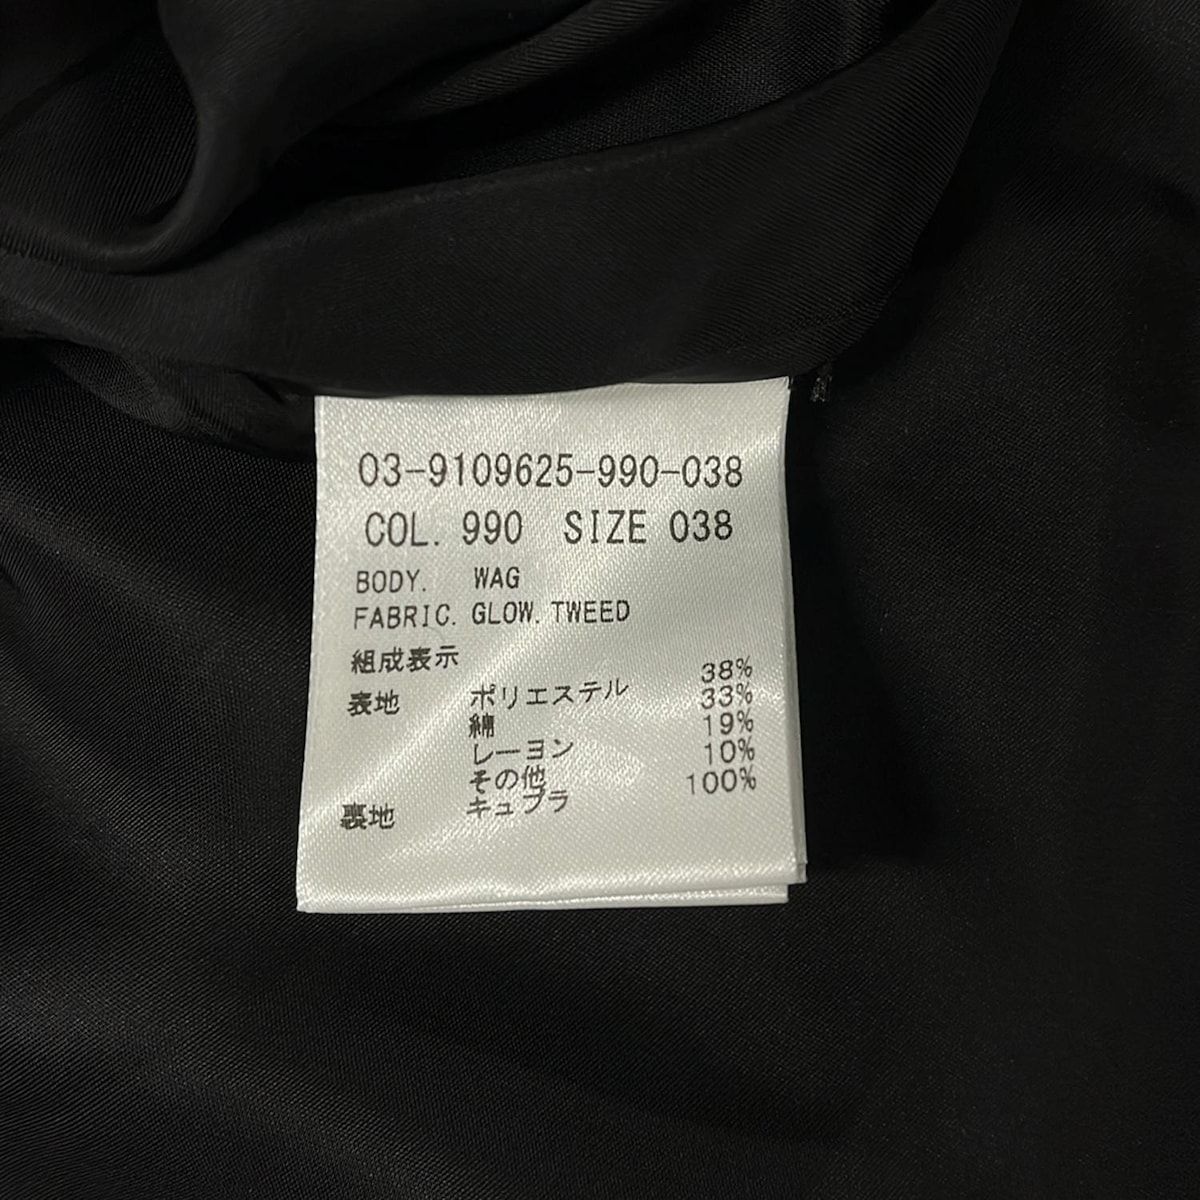 03-9109625-990-038
COL. 990 SIZE 038
BODY. WAG
FABRIC. GLOW. TWEED
組成表示
表地 ポリエステル 38%
綿 33%
レーヨン 19%
その他 10%
裏地 キュプラ 100%